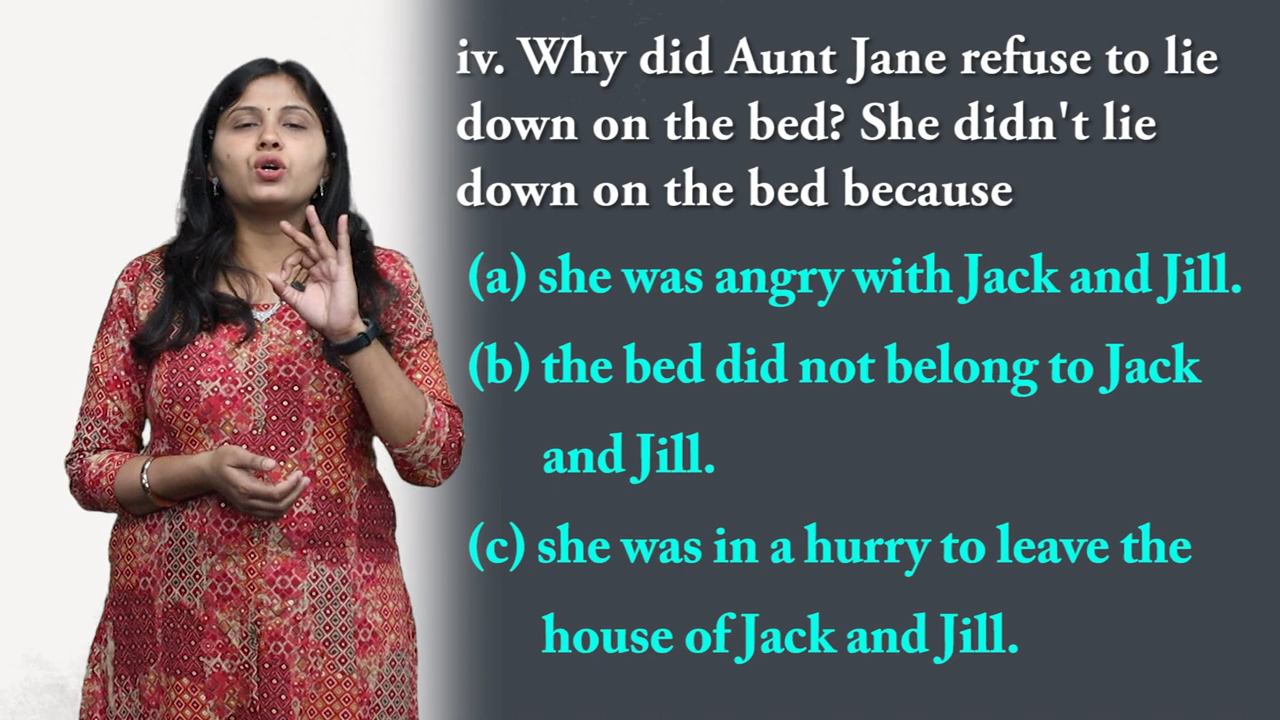 iv. Why did Aunt Jane refuse to lie
down on the bed? She didn't lie
down on the bed because
(a) she was angry with Jack and Jill.
(b) the bed did not belong to Jack
and Jill.
(c) she was in a hurry to leave the
house of Jack and Jill.